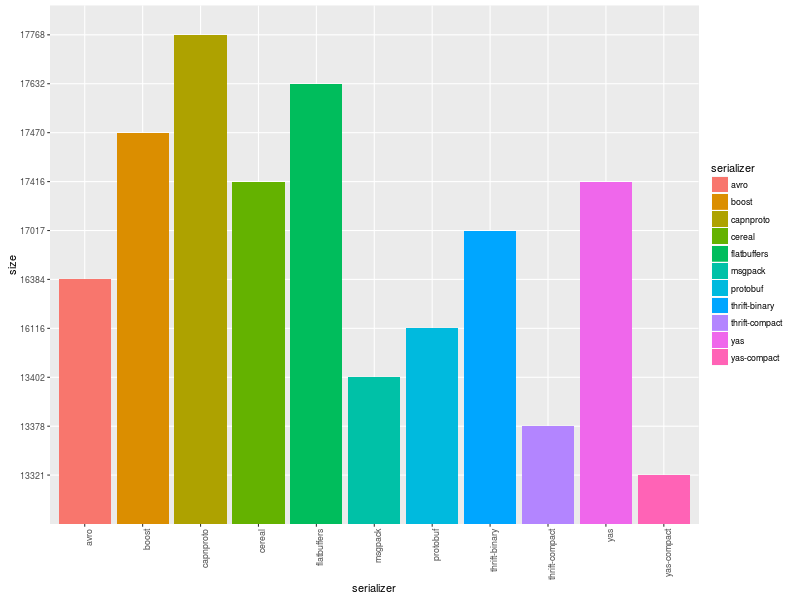 17768
17632
17470
17416
17017
16384
16116
13402
13378
13321
size
avro
boost
capnproto
cereal
flatbuffers
msgpack
protobuf
thrift-binary
thrift-compact
yas
yas-compact
serializer
serializer
avro
boost
capnproto
cereal
flatbuffers
msgpack
protobuf
thrift-binary
thrift-compact
yas
yas-compact